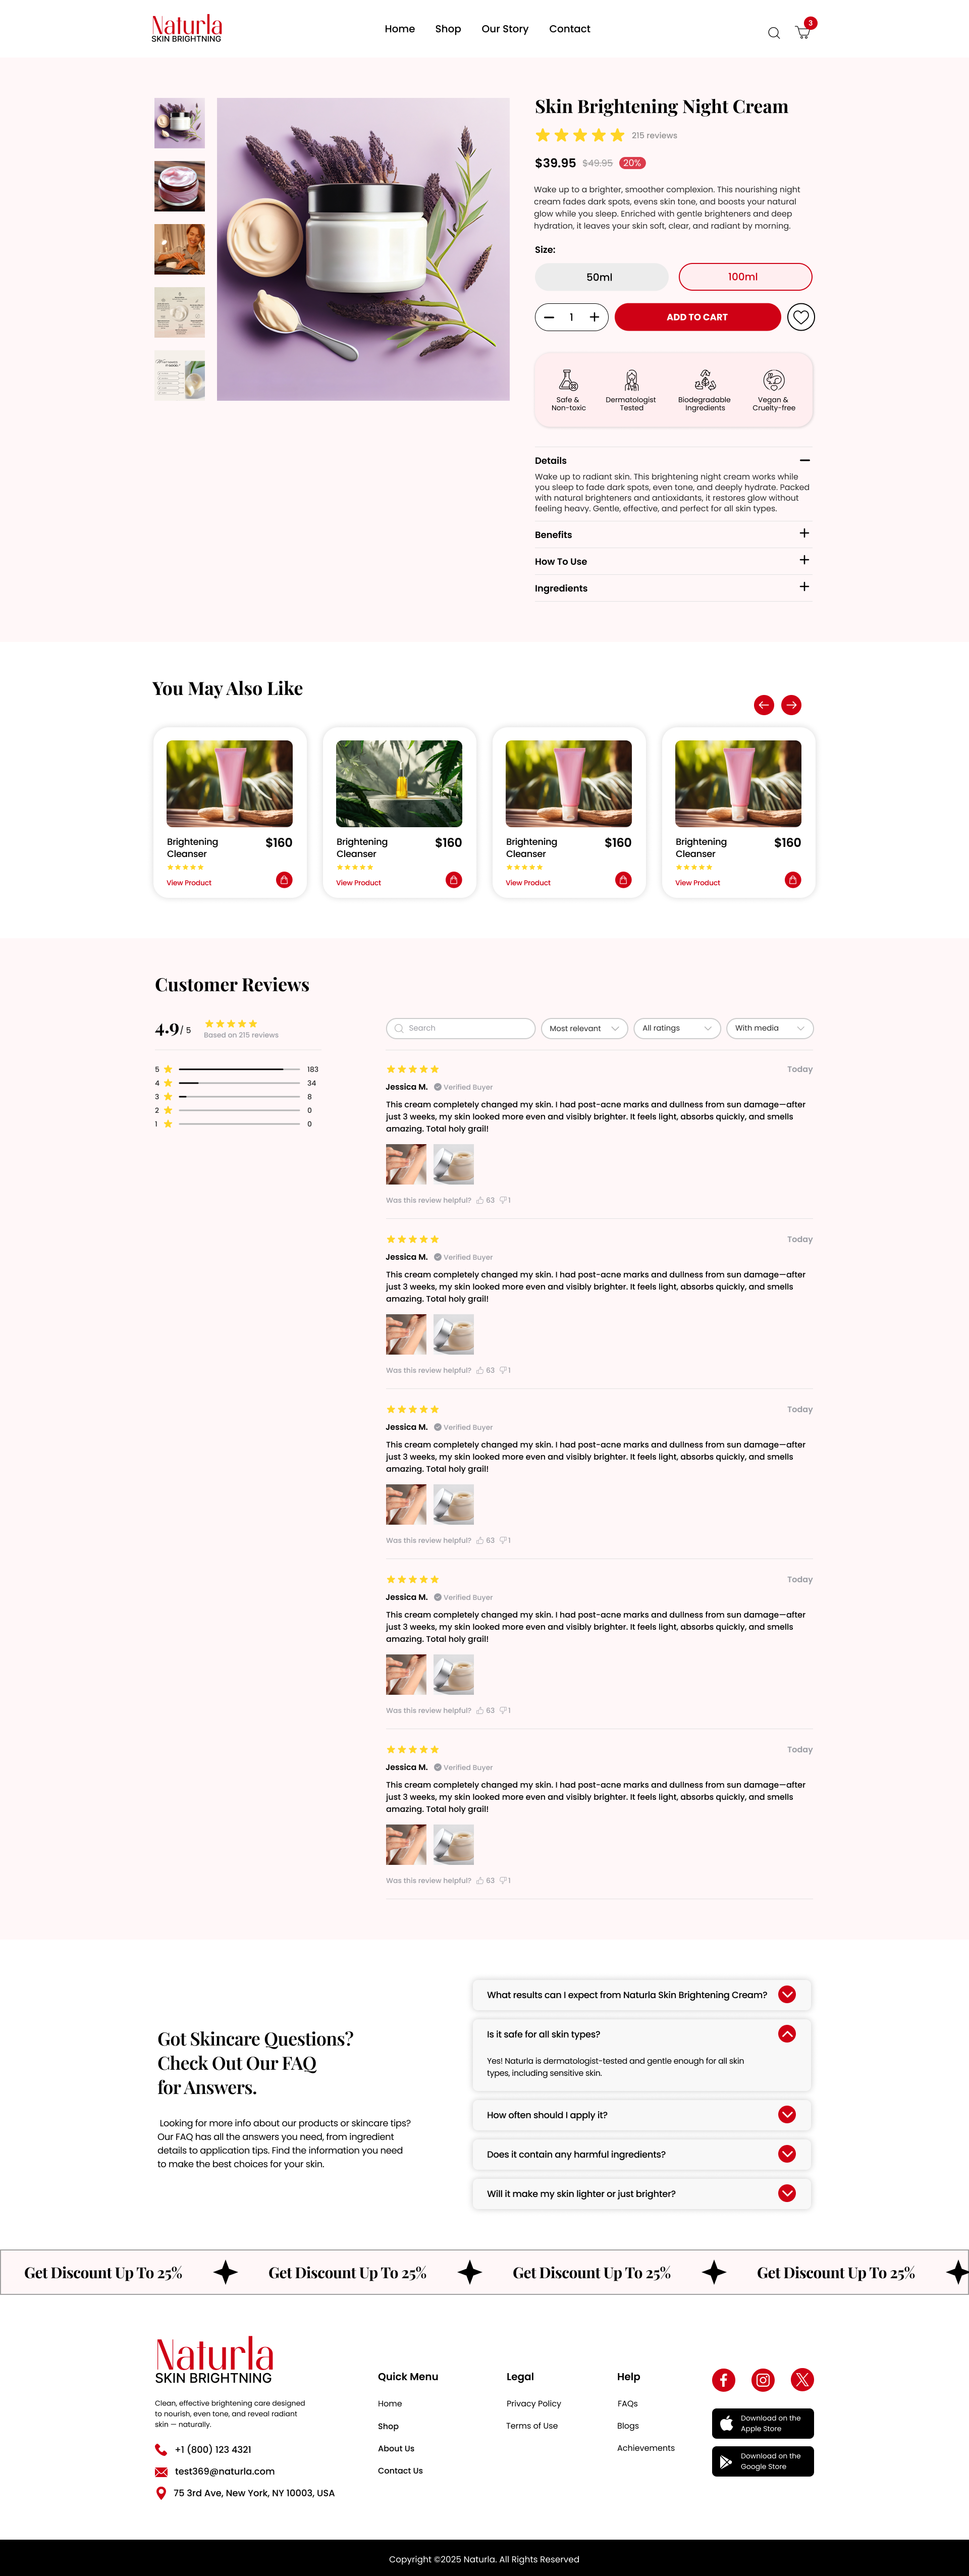 Naturla
SKIN BRIGHTNING
Home
Shop
Our Story
Contact
3
Skin Brightening Night Cream
215 reviews
$39.95 $49.95 20%
Wake up to a brighter, smoother complexion. This nourishing night
cream fades dark spots, evens skin tone, and boosts your natural
glow while you sleep. Enriched with gentle brighteners and deep
hydration, it leaves your skin soft, clear, and radiant by morning.
Size:
50ml
100ml
1
ADD TO CART
Safe &
Non-toxic
Dermatologist
Tested
Biodegradable
Ingredients
Vegan &
Cruelty-free
Details
Wake up to radiant skin. This brightening night cream works while
you sleep to fade dark spots, even tone, and deeply hydrate. Packed
with natural brighteners and antioxidants, it restores glow without
feeling heavy. Gentle, effective, and perfect for all skin types.
Benefits
How To Use
Ingredients
You May Also Like
Brightening
Cleanser
$160
View Product
Brightening
Cleanser
$160
View Product
Brightening
Cleanser
$160
View Product
Brightening
Cleanser
$160
View Product
Customer Reviews
4.9/ 5
Based on 215 reviews
5 183
4 34
3 8
2 0
1 0
Search
Most relevant
All ratings
With media
Today
Jessica M. Verified Buyer
This cream completely changed my skin. I had post-acne marks and dullness from sun damage—after
just 3 weeks, my skin looked more even and visibly brighter. It feels light, absorbs quickly, and smells
amazing. Total holy grail!
Was this review helpful? 63 1
Today
Jessica M. Verified Buyer
This cream completely changed my skin. I had post-acne marks and dullness from sun damage—after
just 3 weeks, my skin looked more even and visibly brighter. It feels light, absorbs quickly, and smells
amazing. Total holy grail!
Was this review helpful? 63 1
Today
Jessica M. Verified Buyer
This cream completely changed my skin. I had post-acne marks and dullness from sun damage—after
just 3 weeks, my skin looked more even and visibly brighter. It feels light, absorbs quickly, and smells
amazing. Total holy grail!
Was this review helpful? 63 1
Today
Jessica M. Verified Buyer
This cream completely changed my skin. I had post-acne marks and dullness from sun damage—after
just 3 weeks, my skin looked more even and visibly brighter. It feels light, absorbs quickly, and smells
amazing. Total holy grail!
Was this review helpful? 63 1
Today
Jessica M. Verified Buyer
This cream completely changed my skin. I had post-acne marks and dullness from sun damage—after
just 3 weeks, my skin looked more even and visibly brighter. It feels light, absorbs quickly, and smells
amazing. Total holy grail!
Was this review helpful? 63 1
Got Skincare Questions?
Check Out Our FAQ
for Answers.
Looking for more info about our products or skincare tips?
Our FAQ has all the answers you need, from ingredient
details to application tips. Find the information you need
to make the best choices for your skin.
What results can I expect from Naturla Skin Brightening Cream?
Is it safe for all skin types?
Yes! Naturla is dermatologist-tested and gentle enough for all skin
types, including sensitive skin.
How often should I apply it?
Does it contain any harmful ingredients?
Will it make my skin lighter or just brighter?
Get Discount Up To 25%
Get Discount Up To 25%
Get Discount Up To 25%
Get Discount Up To 25%
Naturla
SKIN BRIGHTNING
Clean, effective brightening care designed
to nourish, even tone, and reveal radiant
skin — naturally.
+1 (800) 123 4321
test369@naturla.com
75 3rd Ave, New York, NY 10003, USA
Quick Menu
Home
Shop
About Us
Contact Us
Legal
Privacy Policy
Terms of Use
Help
FAQs
Blogs
Achievements
Download on the
Apple Store
Download on the
Google Store
Copyright ©2025 Naturla. All Rights Reserved